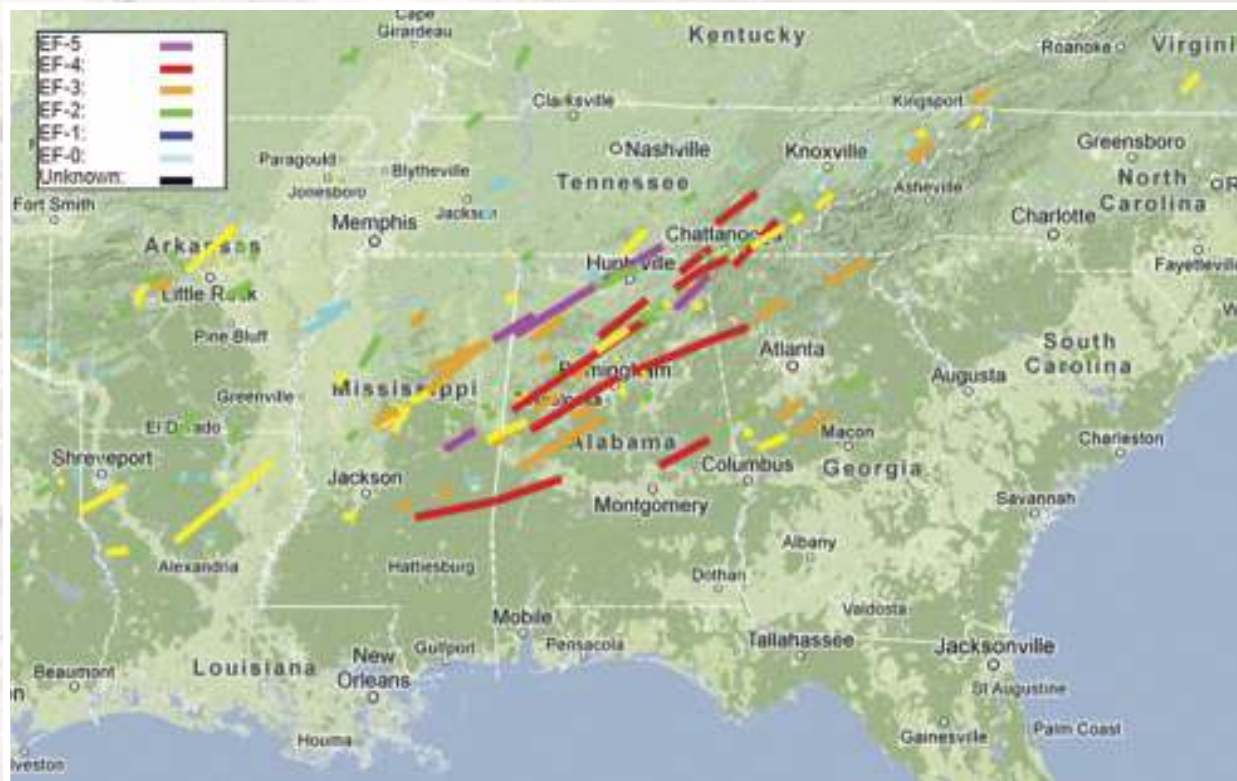 EF-5:
EF-4:
EF-3:
EF-2:
EF-1:
EF-0:
Unknown:
Cape
Girardeau
Kentucky
Roanoke
Virgini
Clarksville
Kingsport
Nashville
Knoxville
Greensboro
Paragould
Blytheville
Jonesboro
Tennessee
Asheville
North
Carolina
R
Fort Smith
Jackson
Memphis
Charlotte
Arkansas
Chattanooga
Fayetteville
Little Rock
Huntsville
Pine Bluff
Atlanta
South
Carolina
Birmingham
Mississippi
Augusta
Greenville
El Dorado
Alabama
Macon
Charleston
Shreveport
Columbus
Georgia
Jackson
Montgomery
Savannah
Alexandria
Hattiesburg
Albany
Dothan
Valdosta
Mobile
Pensacola
Tallahassee
Jacksonville
Gulfport
Louisiana
New
Orleans
Beaumont
St Augustine
Palm Coast
Gainesville
Houma
lveston